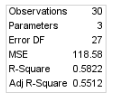 Observations 30
Parameters 3
Error DF 27
MSE 118.58
R-Square 0.5822
Adj R-Square 0.5512